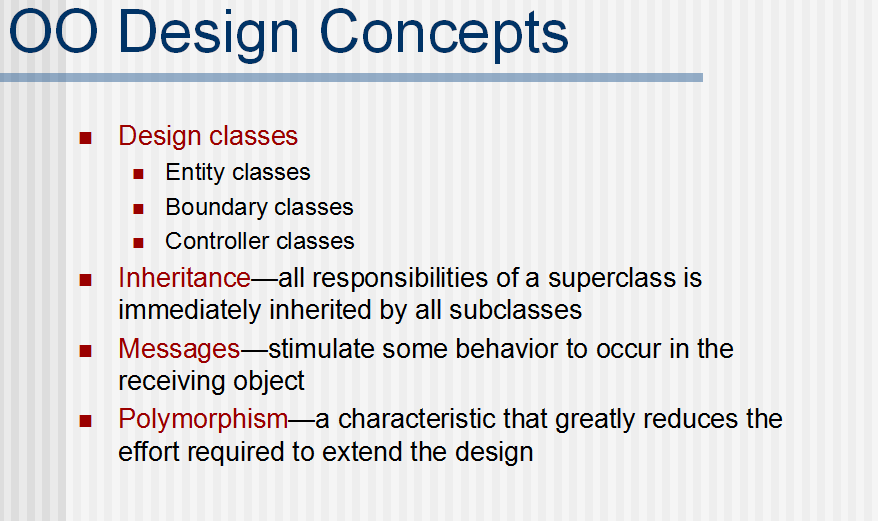 OO Design Concepts
Design classes
Entity classes
Boundary classes
Controller classes
Inheritance—all responsibilities of a superclass is
immediately inherited by all subclasses
Messages—stimulate some behavior to occur in the
receiving object
Polymorphism—a characteristic that greatly reduces the
effort required to extend the design